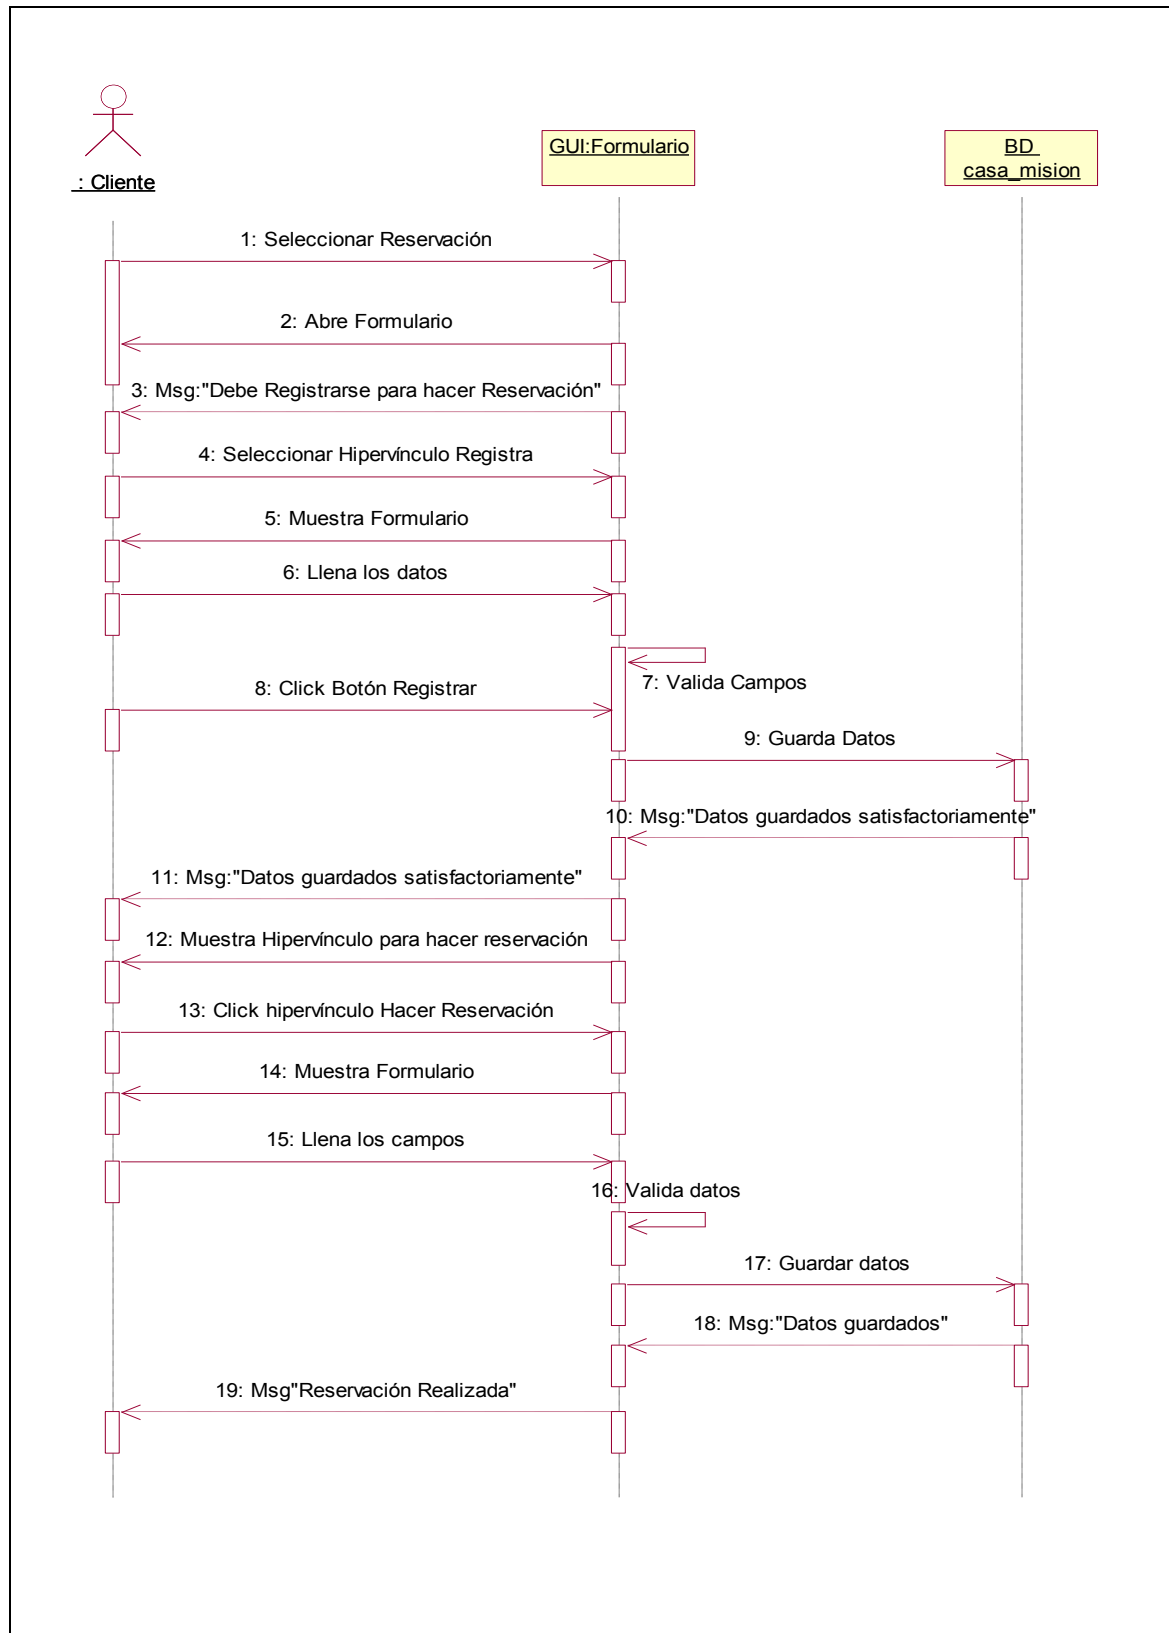 : Cliente
GUI:Formulario
BD
casa_mision
1: Seleccionar Reservación
2: Abre Formulario
3: Msg:"Debe Registrarse para hacer Reservación"
4: Seleccionar Hipervínculo Registra
5: Muestra Formulario
6: Llena los datos
7: Valida Campos
8: Click Botón Registrar
9: Guarda Datos
10: Msg:"Datos guardados satisfactoriamente"
11: Msg:"Datos guardados satisfactoriamente"
12: Muestra Hipervínculo para hacer reservación
13: Click hipervínculo Hacer Reservación
14: Muestra Formulario
15: Llena los campos
16: Valida datos
17: Guardar datos
18: Msg:"Datos guardados"
19: Msg"Reservación Realizada"